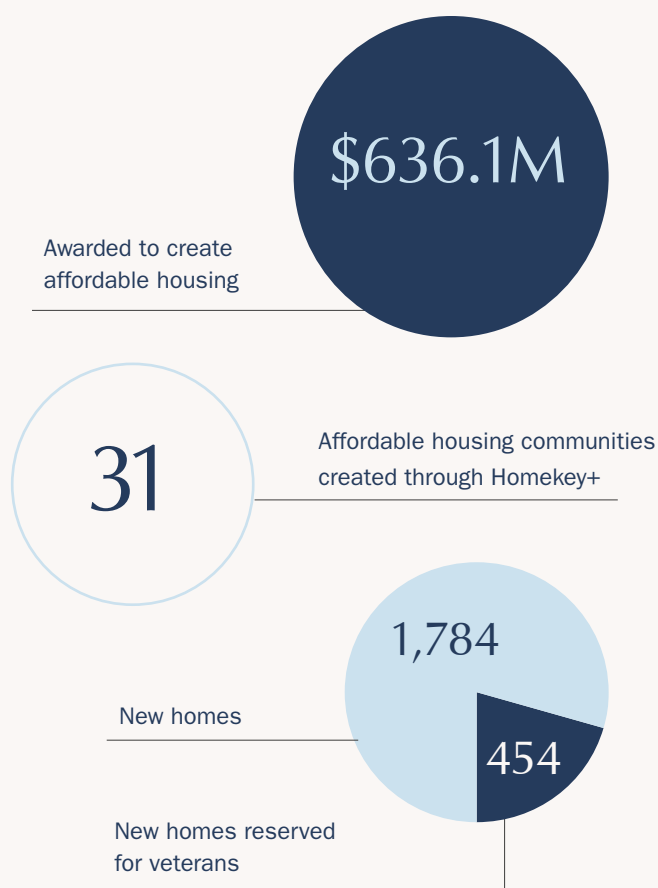 $636.1M
Awarded to create
affordable housing
31
Affordable housing communities
created through Homekey+
1,784
New homes
454
New homes reserved
for veterans